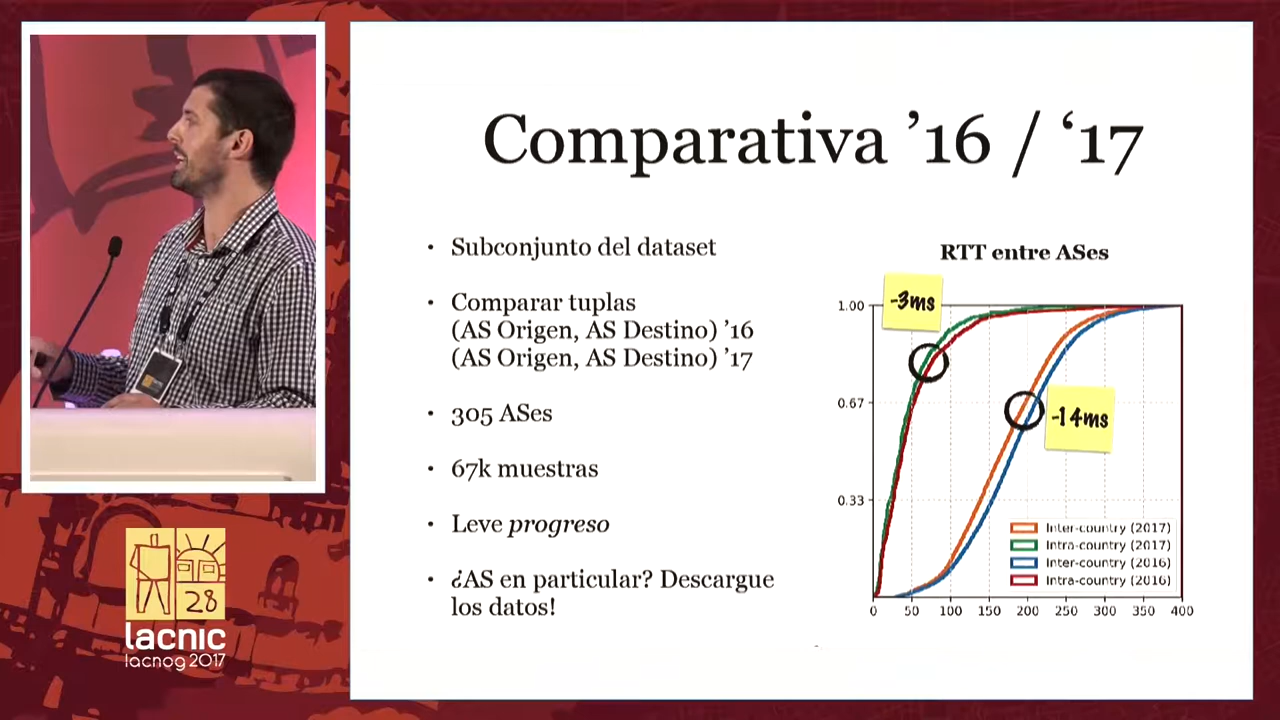 Comparativa ’16 / ‘17
• Subconjunto del dataset
• Comparar tuplas
(AS Origen, AS Destino) ’16
(AS Origen, AS Destino) ’17
• 305 ASes
• 67k muestras
• Leve progreso
• ¿AS en particular? Descargue
los datos!
RTT entre ASes
-3ms
-14ms
1.00
0.67
0.33
Inter-country (2017)
Intra-country (2017)
Inter-country (2016)
Intra-country (2016)
0 50 100 150 200 250 300 350 400
28
lacnic
lacnog 2017